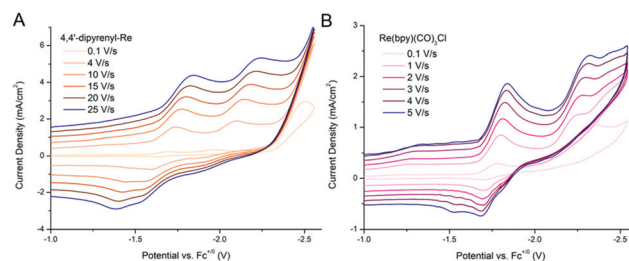 A
4,4'-dipyrenyl-Re
0.1 V/s
4 V/s
10 V/s
15 V/s
20 V/s
25 V/s
Current Density (mA/cm²)
6
4
2
0
-2
-4
-1.0
-1.5
-2.0
-2.5
Potential vs. Fc⁺/⁰ (V)
B
Re(bpy)(CO)₃Cl
0.1 V/s
1 V/s
2 V/s
3 V/s
4 V/s
5 V/s
Current Density (mA/cm²)
3
2
1
0
-1
-1.0
-1.5
-2.0
-2.5
Potential vs. Fc⁺/⁰ (V)